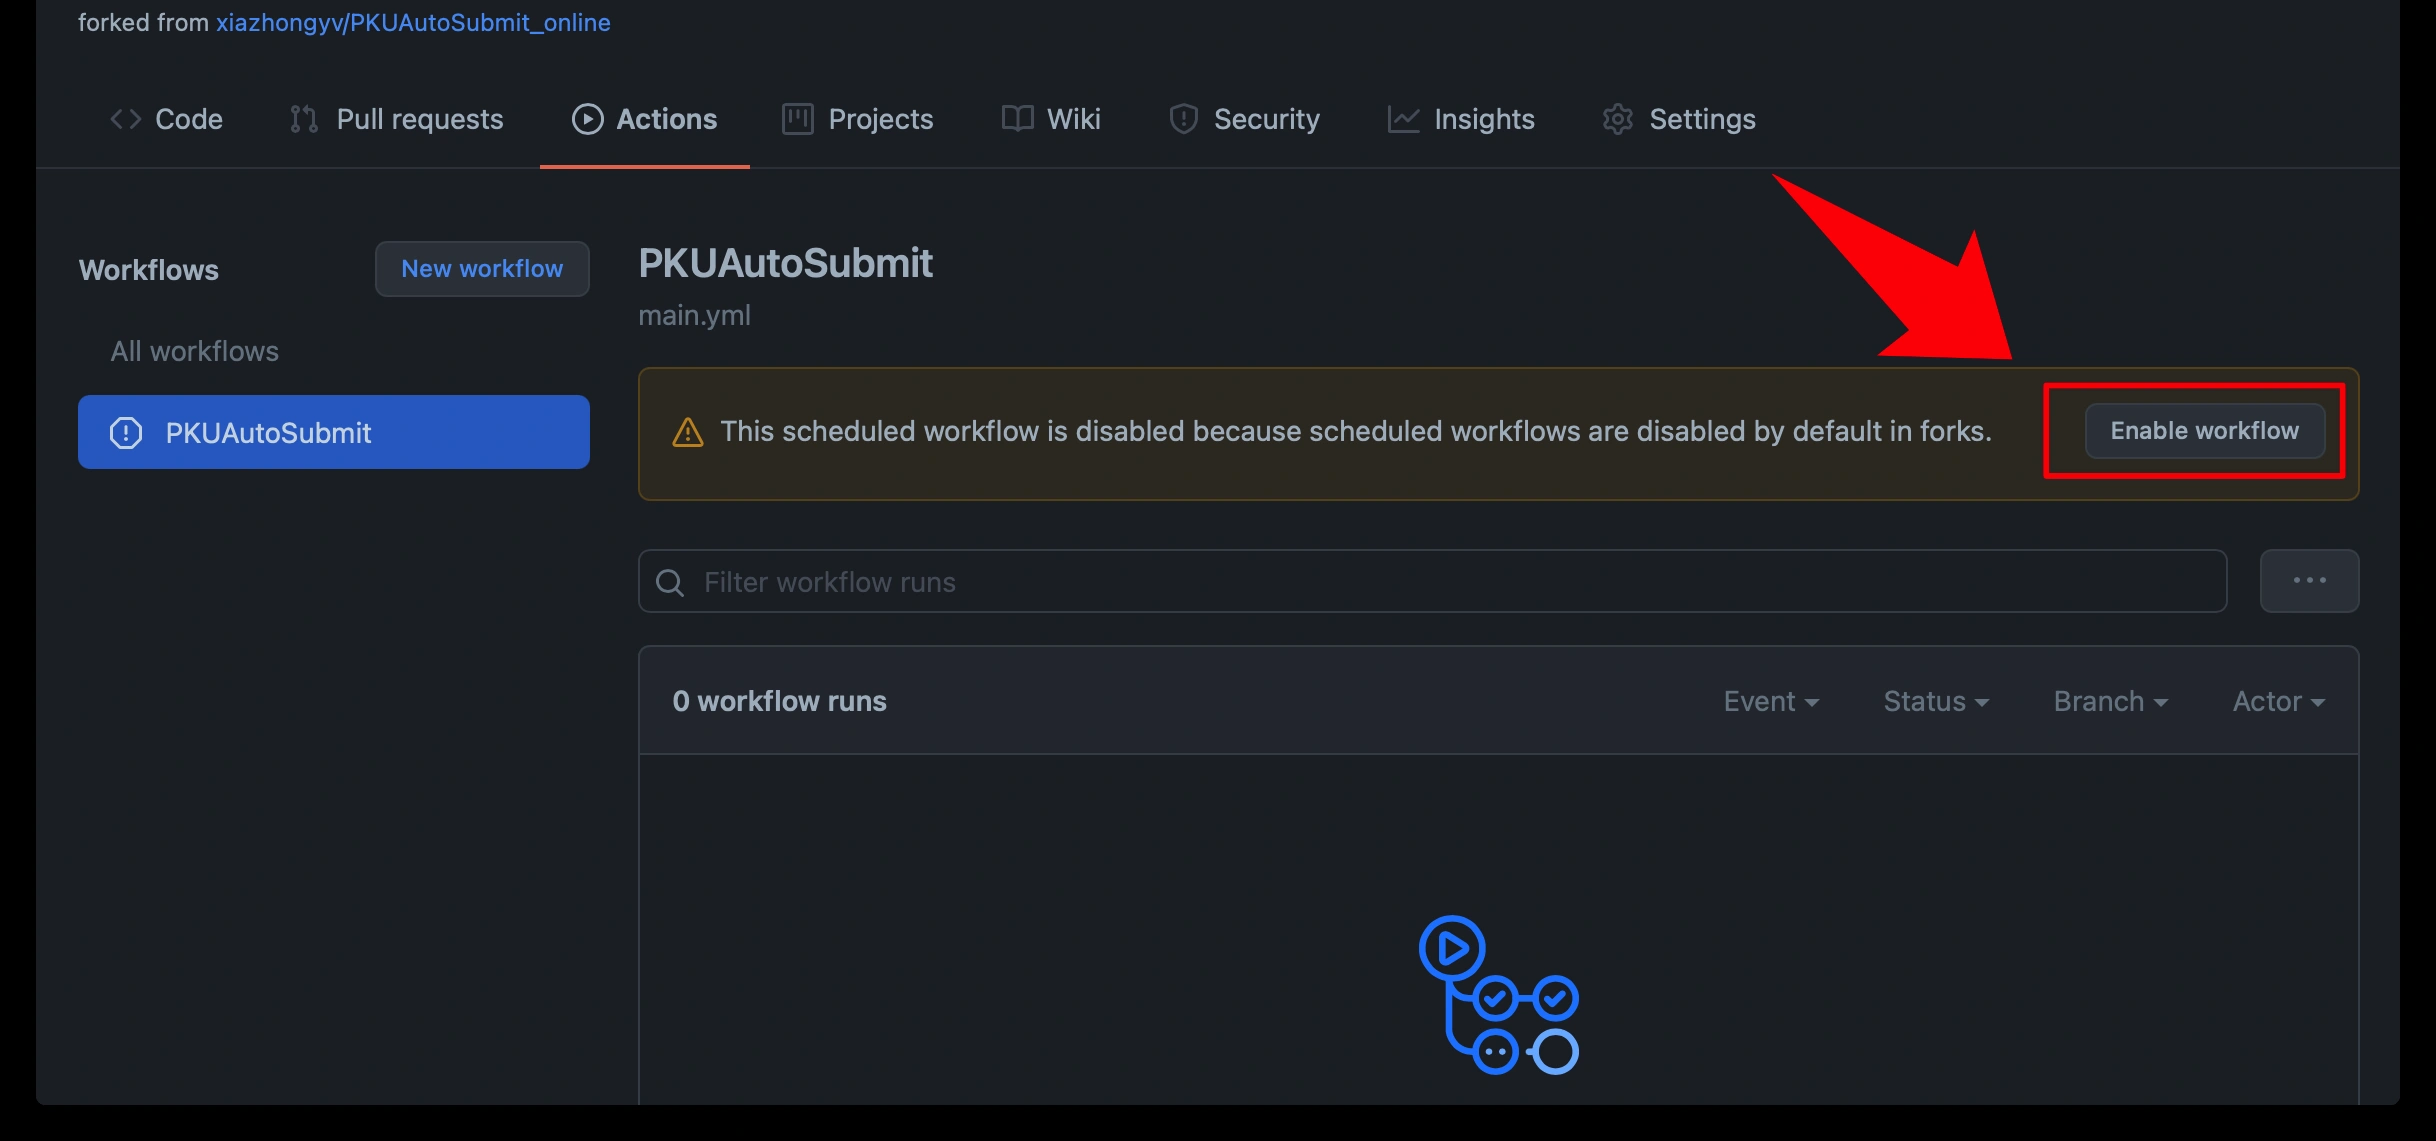 forked from xiazhongyv/PKUAutoSubmit_online
Code Pull requests Actions Projects Wiki Security Insights Settings
Workflows
New workflow
All workflows
PKUAutoSubmit
PKUAutoSubmit
main.yml
This scheduled workflow is disabled because scheduled workflows are disabled by default in forks.
Enable workflow
Filter workflow runs
0 workflow runs
Event Status Branch Actor